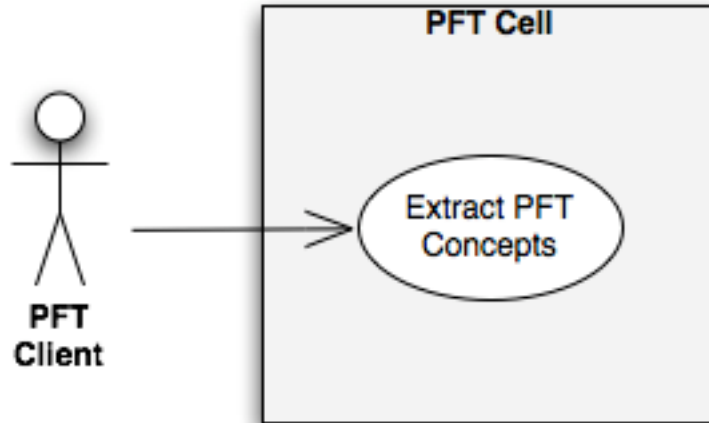 PFT Cell
Extract PFT
Concepts
PFT
Client